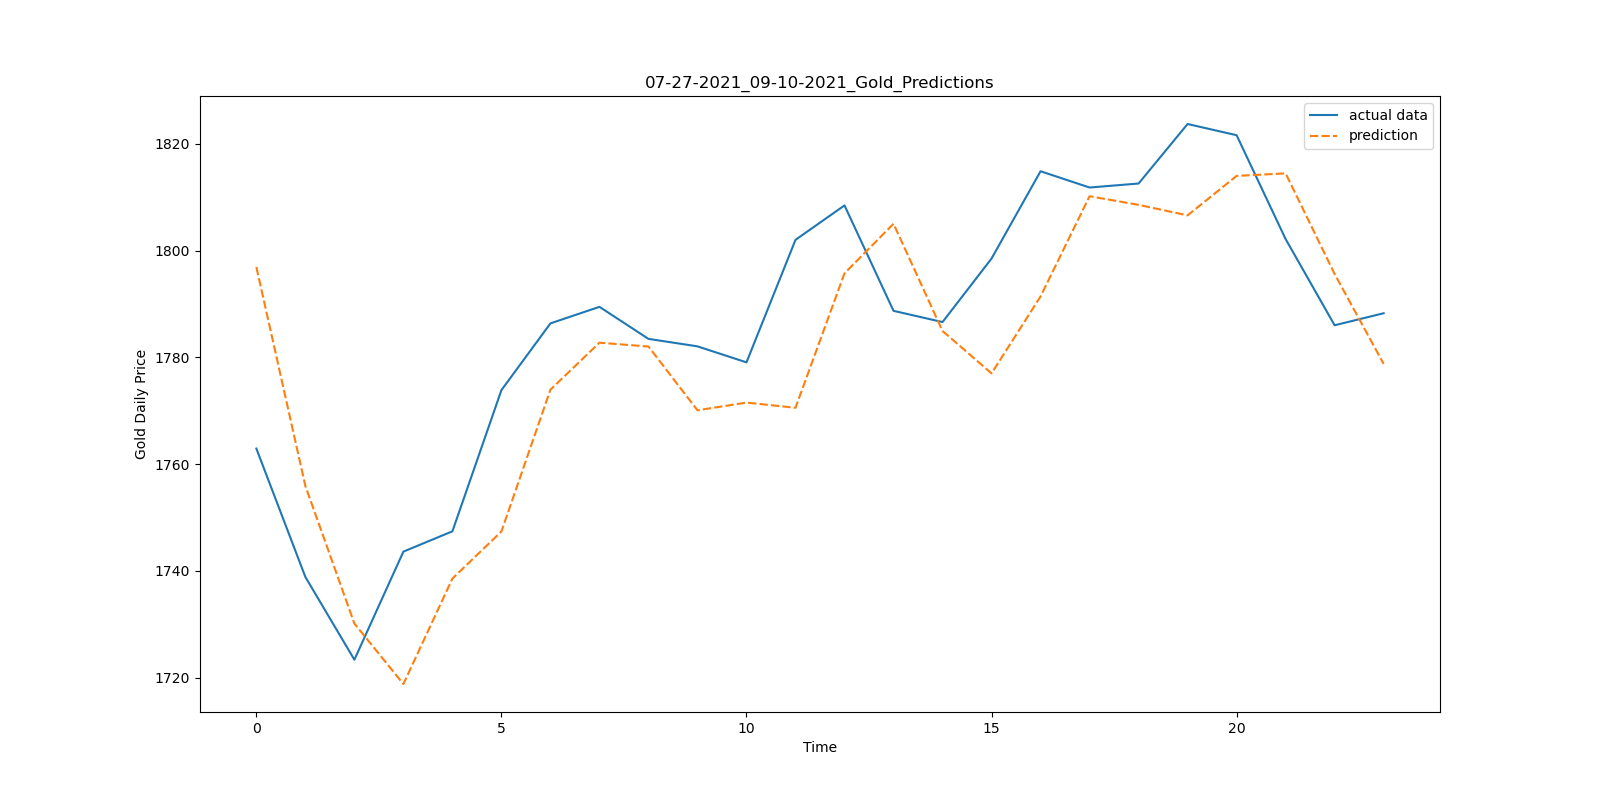 07-27-2021_09-10-2021_Gold_Predictions
actual data
prediction
1820
1800
1780
1760
1740
1720
Gold Daily Price
0 5 10 15 20
Time